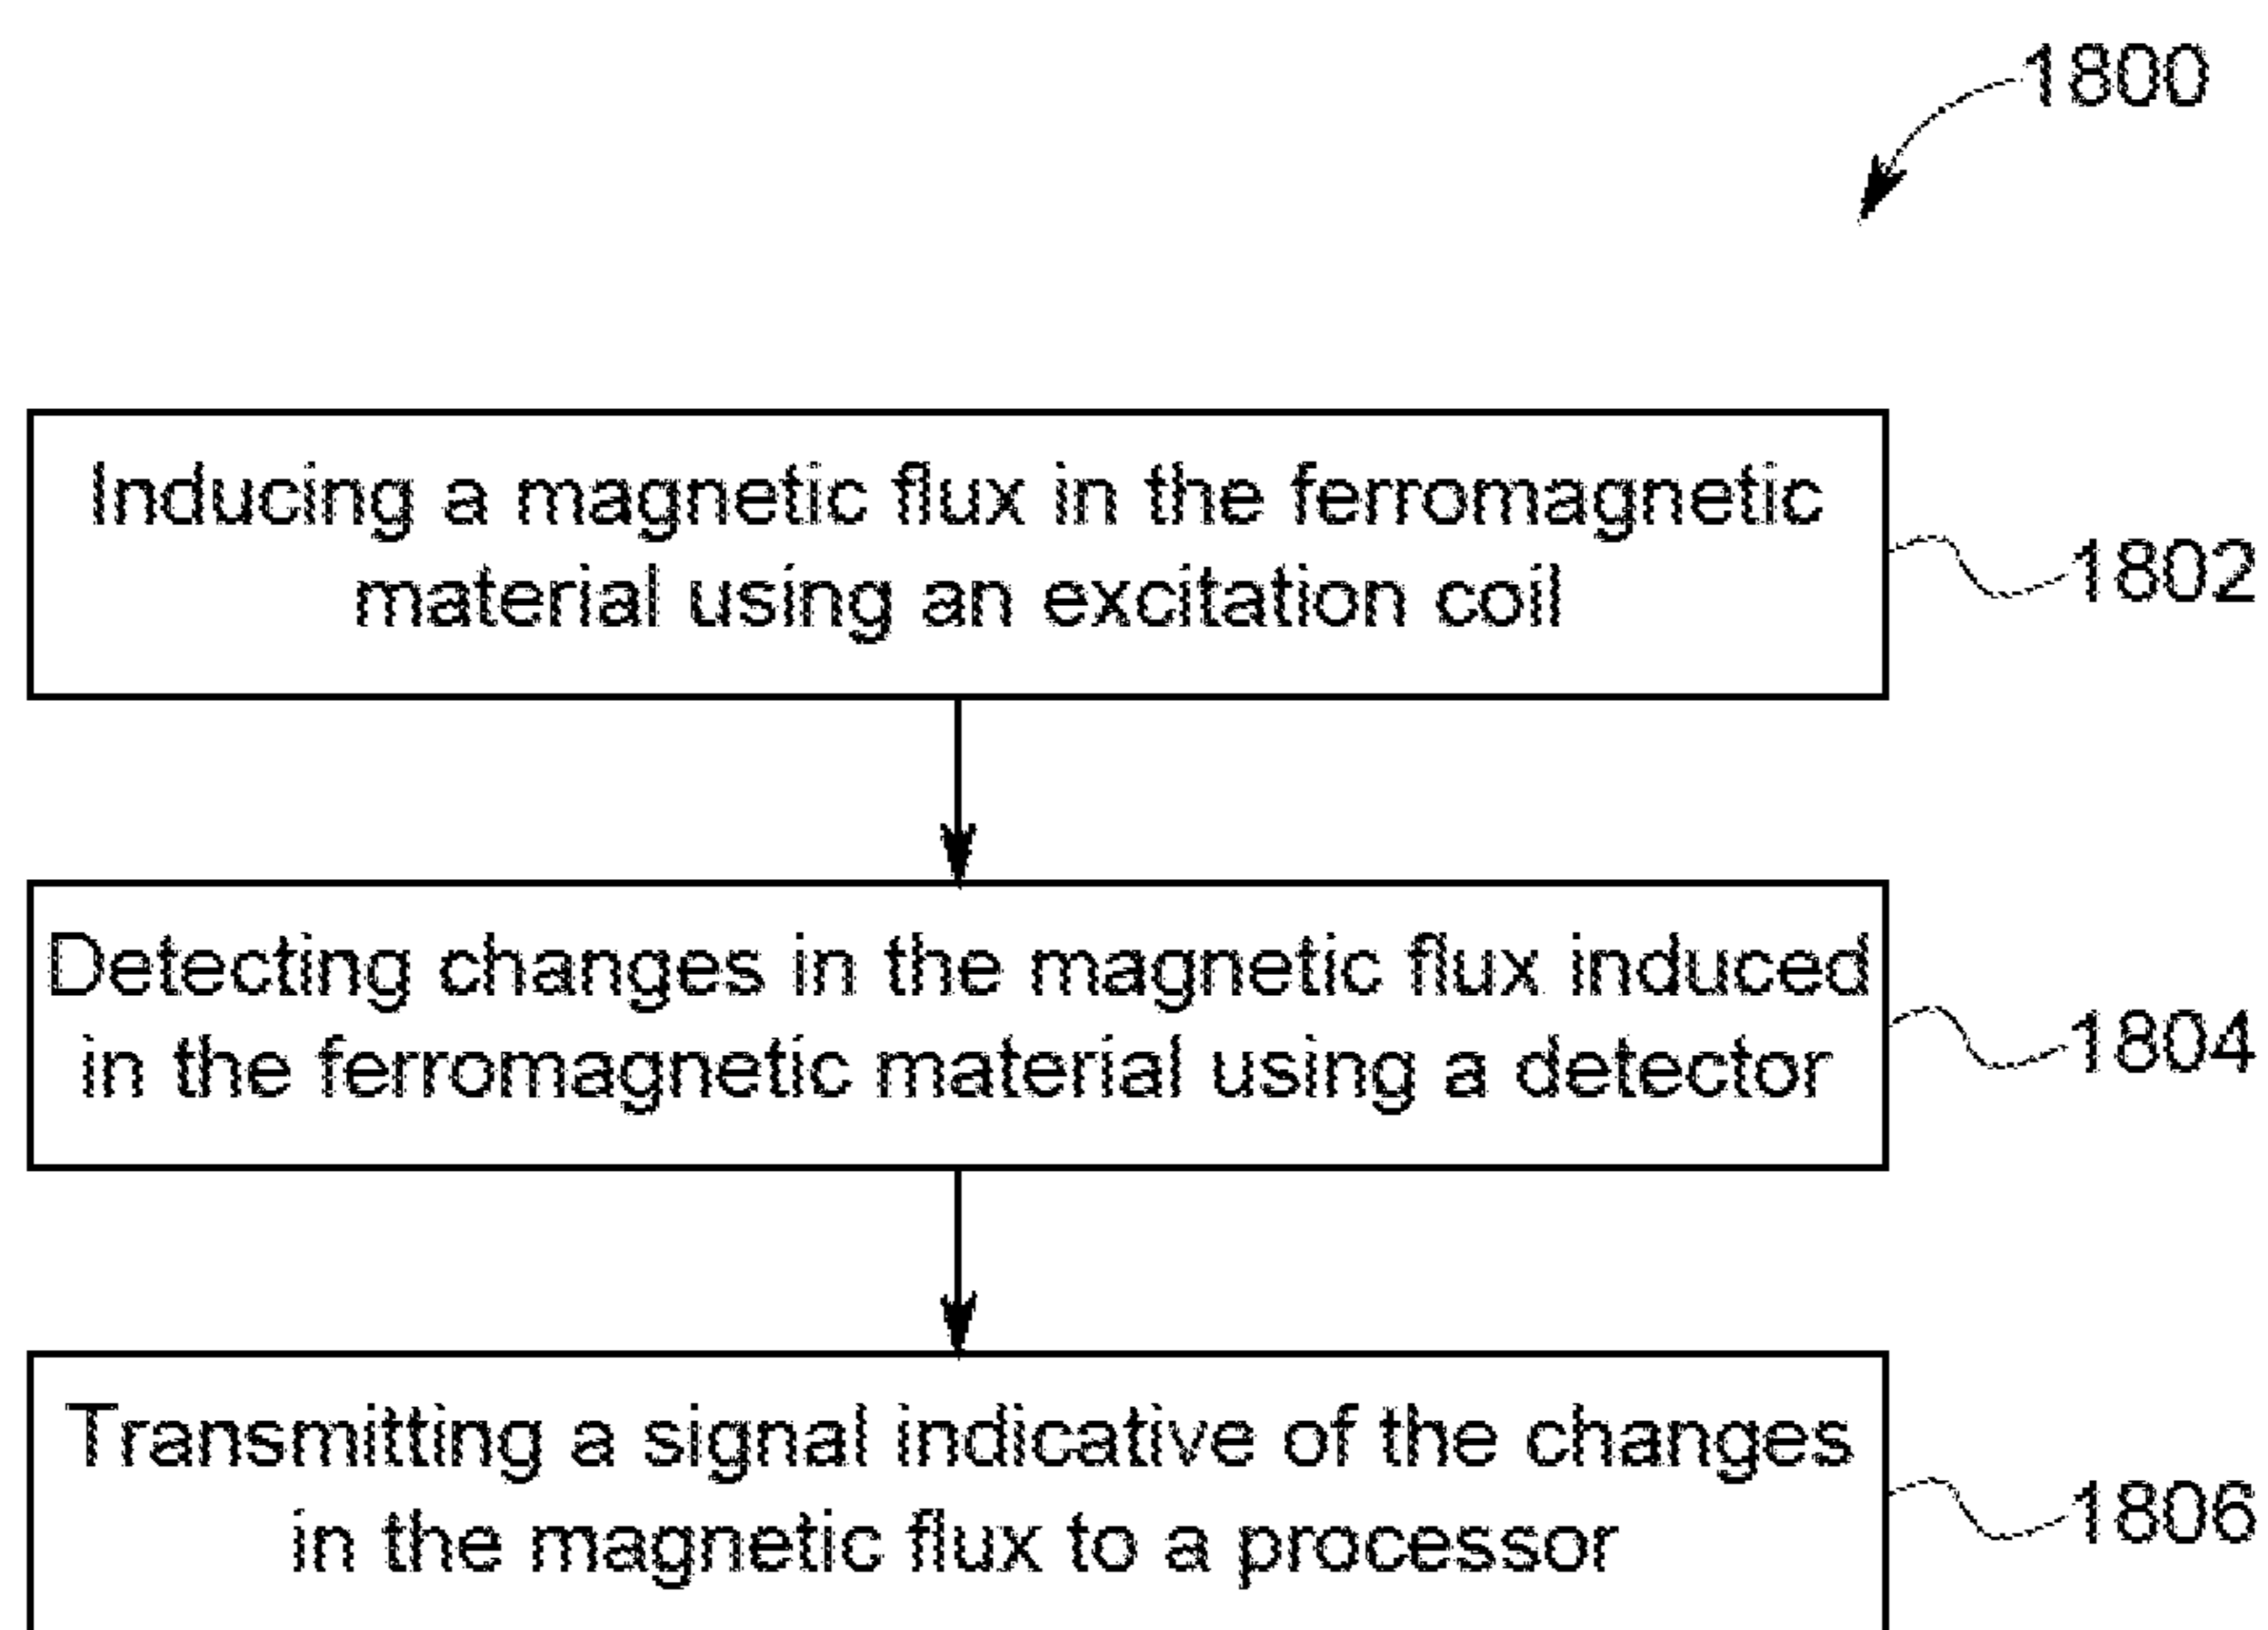 1800
Inducing a magnetic flux in the ferromagnetic
material using an excitation coil
1802
Detecting changes in the magnetic flux induced
in the ferromagnetic material using a detector
1804
Transmitting a signal indicative of the changes
in the magnetic flux to a processor
1806